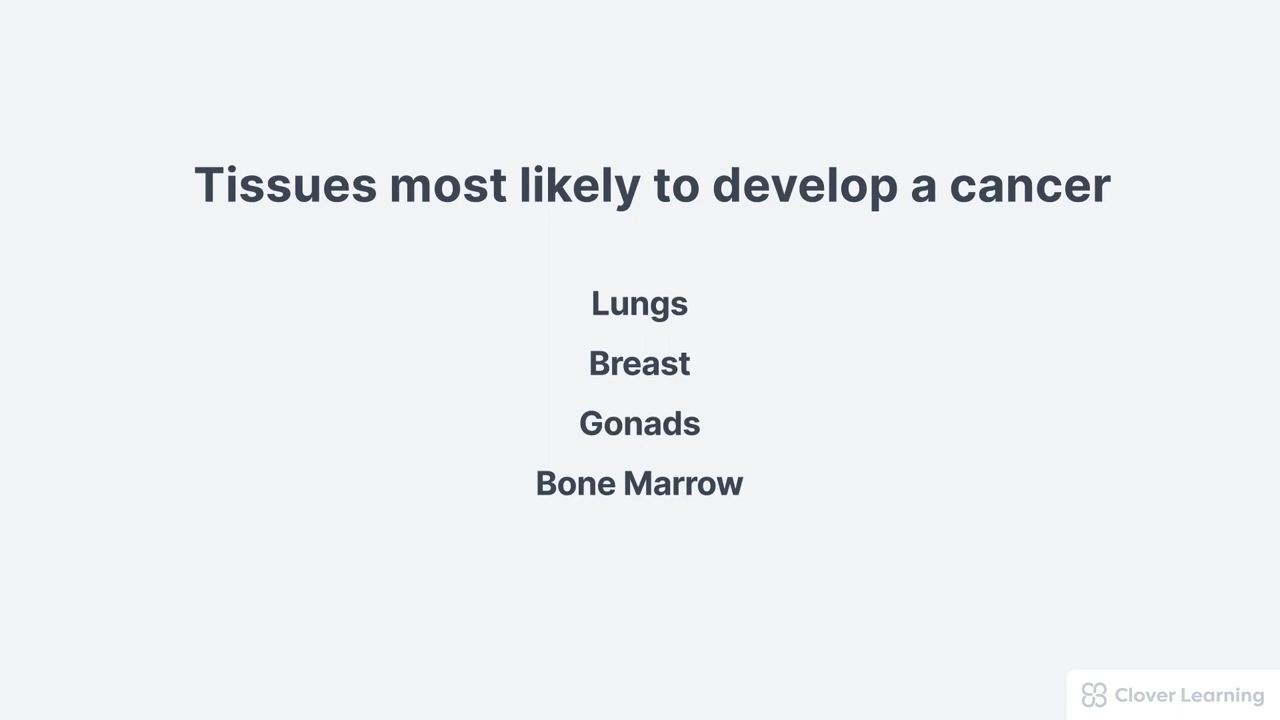 Tissues most likely to develop a cancer
Lungs
Breast
Gonads
Bone Marrow
Clover Learning